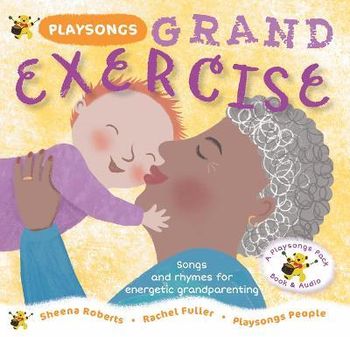 PLAYSONGS
GRAND
EXERCISE
Songs
and rhymes for
energetic grandparenting
A Playsongs Pack
Book & Audio
Sheena Roberts - Rachel Fuller - Playsongs People